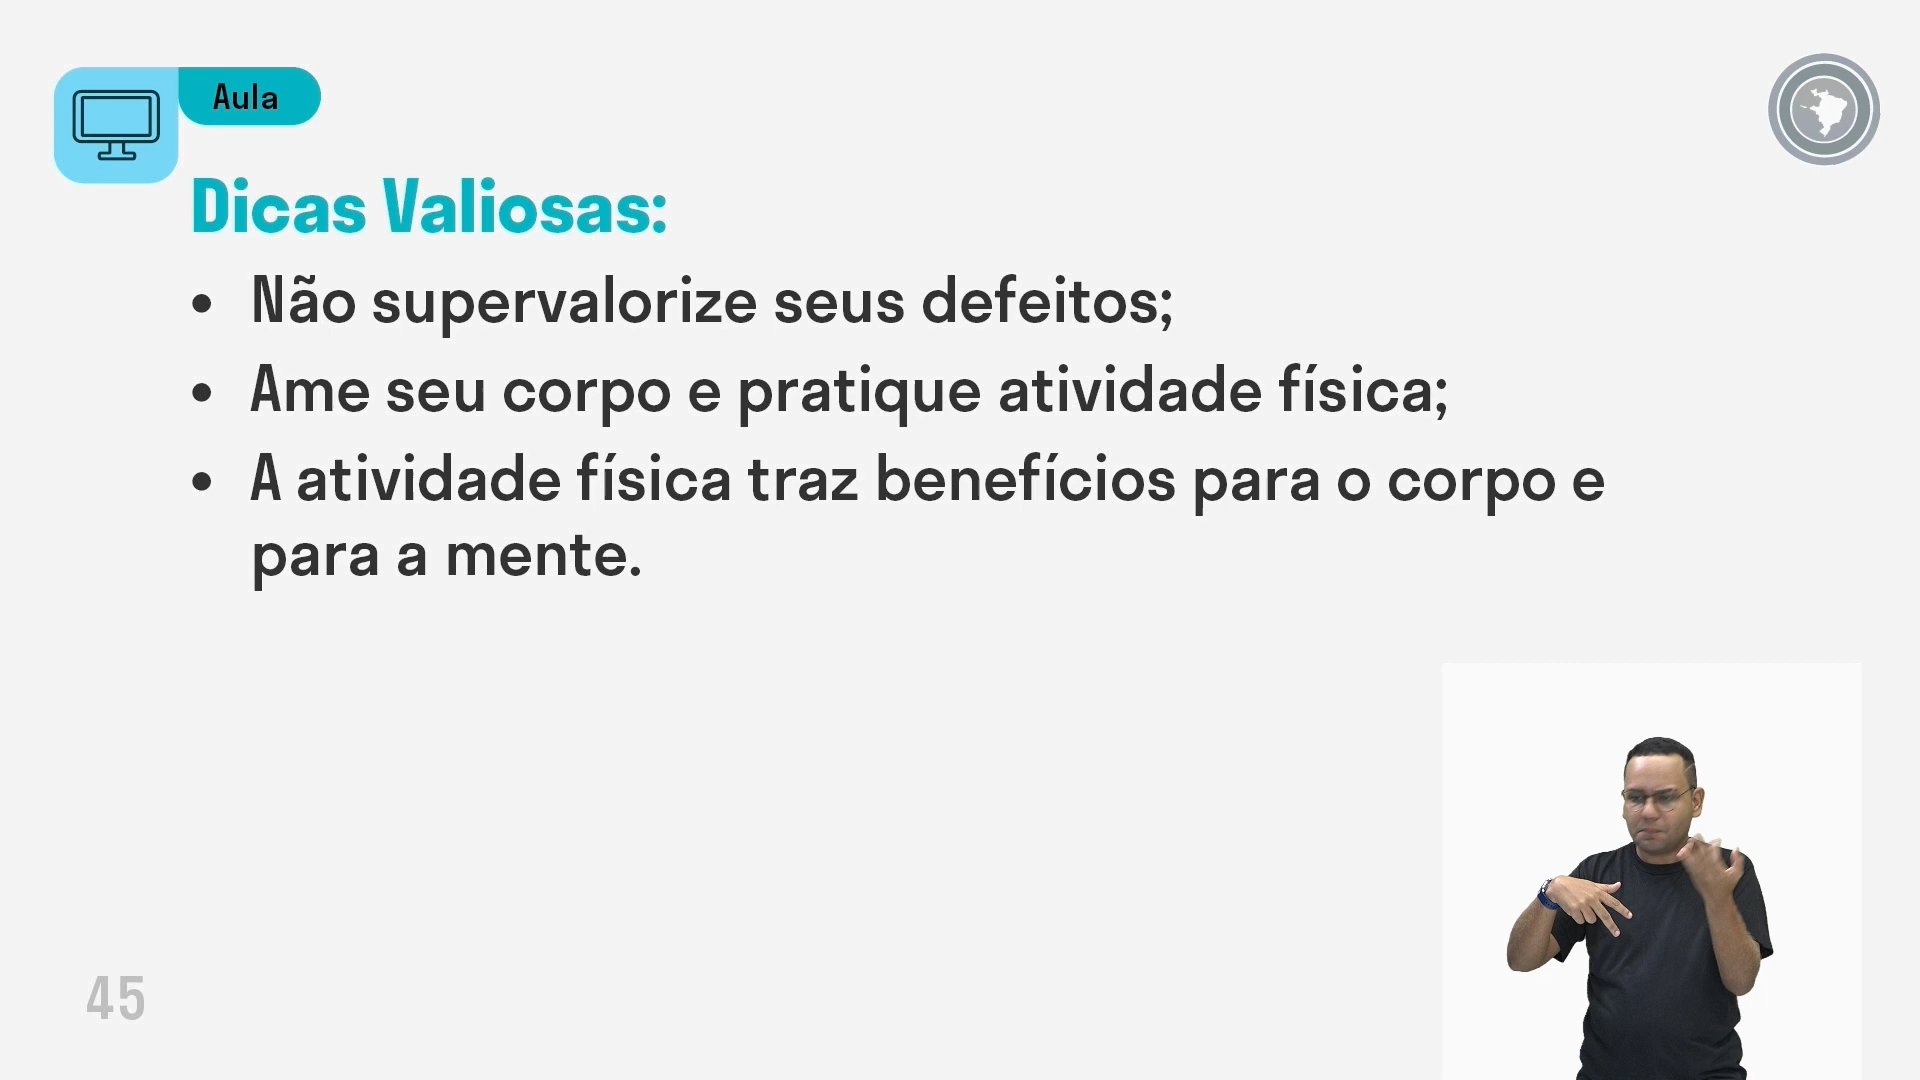 Aula
Dicas Valiosas:
• Não supervalorize seus defeitos;
• Ame seu corpo e pratique atividade física;
• A atividade física traz benefícios para o corpo e
para a mente.
45